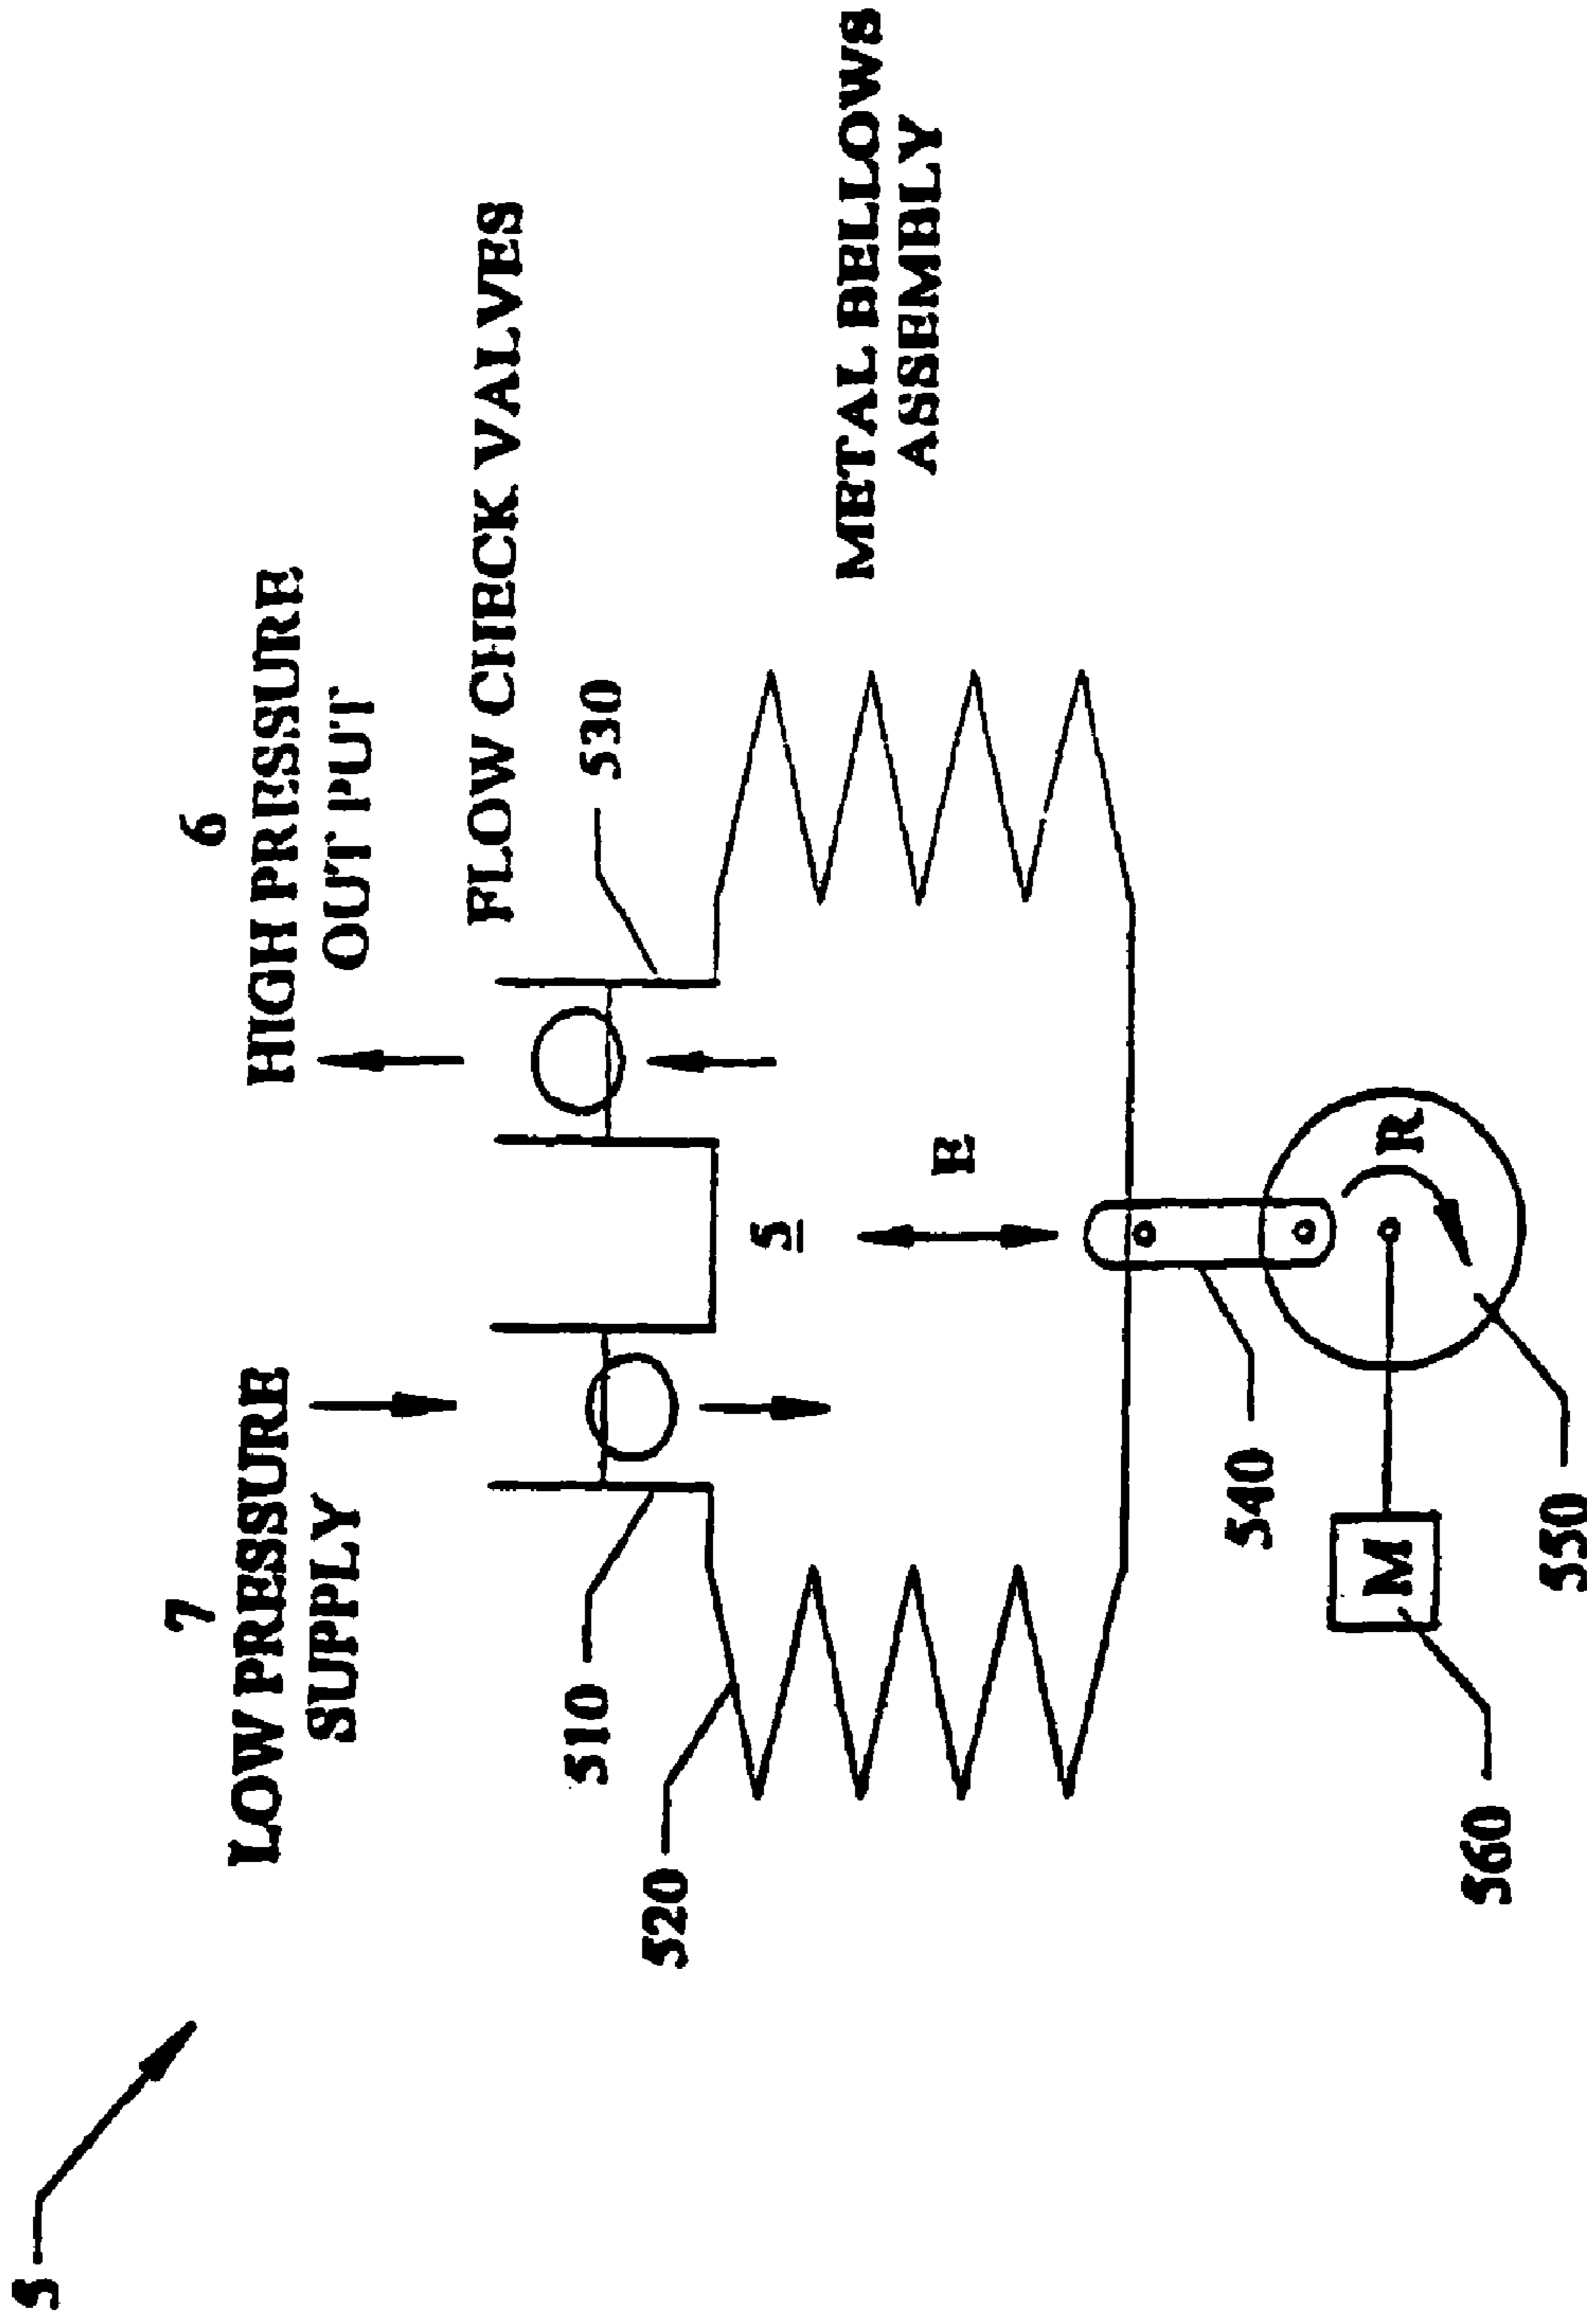 5
7
LOW PRESSURE
SUPPLY
6
HIGH PRESSURE
OUT PUT
FLOW CHECK VALVES
510
530
520
5
METAL BELLOWS
ASSEMBLY
E
540
R
M
560
550